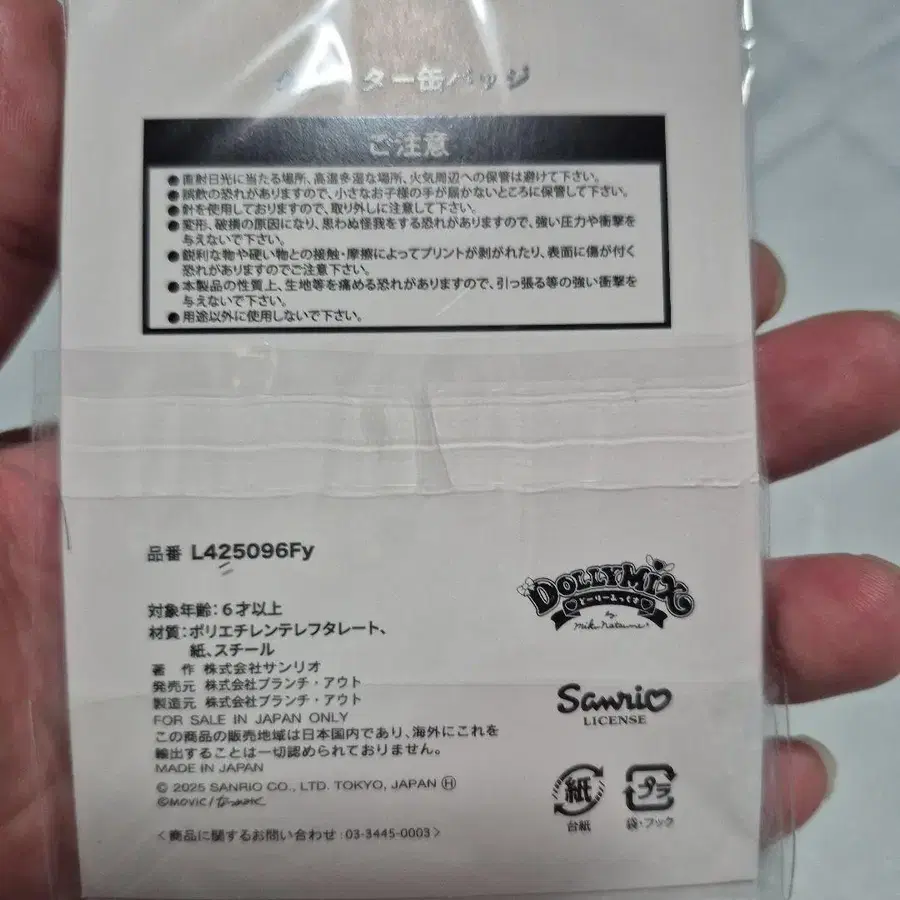 ター缶バッジ
ご注意
●直射日光に当たる場所、高温多湿な場所、火気周辺への保管は避けて下さい。
●誤飲の恐れがありますので、小さなお子様の手が届かないところに保管して下さい。
●針を使用しておりますので、取り外しに注意して下さい。
●変形、破損の原因になり、思わぬ怪我をする恐れがありますので、強い圧力や衝撃を
与えないで下さい。
●鋭利な物や硬い物との接触・摩擦によってプリントが剥がれたり、表面に傷が付く
恐れがありますのでご注意下さい。
●本製品の性質上、生地等を痛める恐れがありますので、引っ張る等の強い衝撃を
与えないで下さい。
●用途以外に使用しないで下さい。
品番 L425096Fy
DOLLYMIX
どーりーみっくす
by
miki natsume
対象年齢：6才以上
材質：ポリエチレンテレフタレート、
紙、スチール
著 作 株式会社サンリオ
発売元 株式会社ブランチ・アウト
製造元 株式会社ブランチ・アウト
Sanrio
LICENSE
FOR SALE IN JAPAN ONLY
この商品の販売地域は日本国内であり、海外にこれを
輸出することは一切認められておりません。
MADE IN JAPAN
© 2025 SANRIO CO., LTD. TOKYO, JAPAN Ⓗ
©MOVIC/
紙
プラ
台紙
袋・フック
＜商品に関するお問い合わせ：03-3445-0003＞